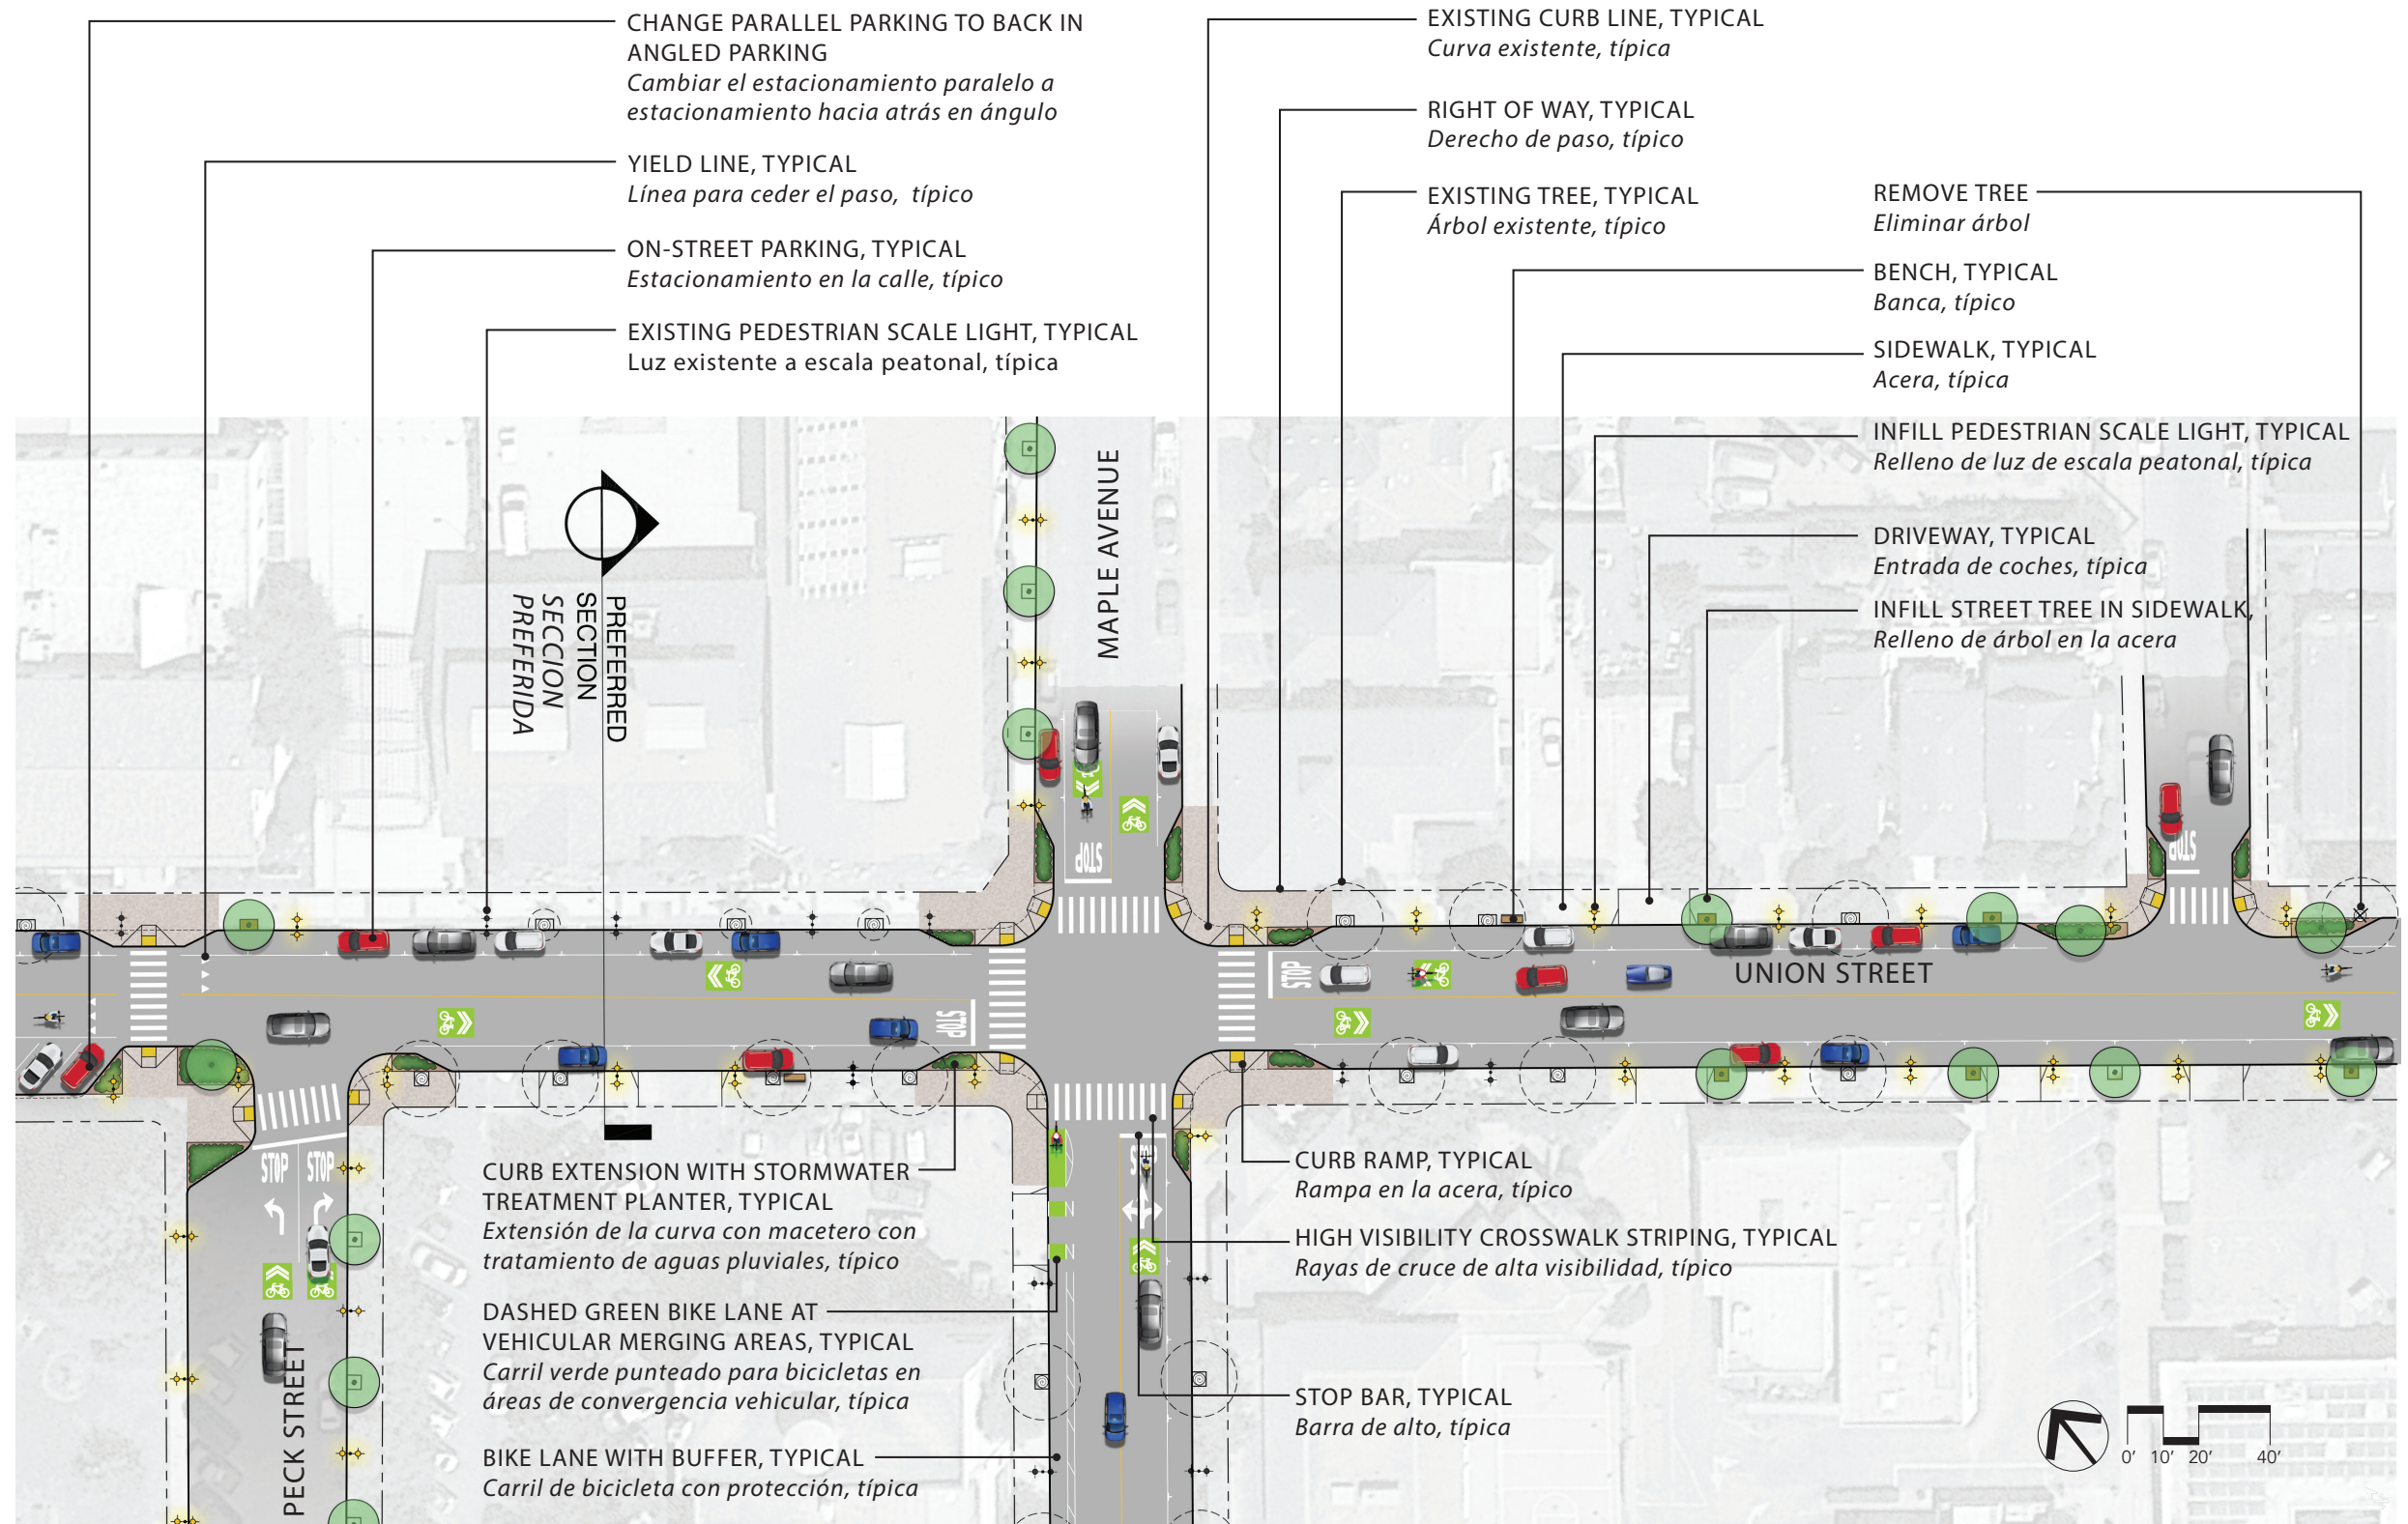 CHANGE PARALLEL PARKING TO BACK IN
ANGLED PARKING
Cambiar el estacionamiento paralelo a
estacionamiento hacia atrás en ángulo
YIELD LINE, TYPICAL
Línea para ceder el paso, típico
ON-STREET PARKING, TYPICAL
Estacionamiento en la calle, típico
EXISTING PEDESTRIAN SCALE LIGHT, TYPICAL
Luz existente a escala peatonal, típica
EXISTING CURB LINE, TYPICAL
Curva existente, típica
RIGHT OF WAY, TYPICAL
Derecho de paso, típico
EXISTING TREE, TYPICAL
Árbol existente, típico
REMOVE TREE
Eliminar árbol
BENCH, TYPICAL
Banca, típico
SIDEWALK, TYPICAL
Acera, típica
INFILL PEDESTRIAN SCALE LIGHT, TYPICAL
Relleno de luz de escala peatonal, típica
DRIVEWAY, TYPICAL
Entrada de coches, típica
INFILL STREET TREE IN SIDEWALK,
Relleno de árbol en la acera
PREFERRED
SECTION
SECCION
PREFERIDA
MAPLE AVENUE
STOP
STOP
STOP
UNION STREET
STOP
STOP
STOP
STOP
PECK STREET
CURB EXTENSION WITH STORMWATER
TREATMENT PLANTER, TYPICAL
Extensión de la curva con macetero con
tratamiento de aguas pluviales, típico
DASHED GREEN BIKE LANE AT
VEHICULAR MERGING AREAS, TYPICAL
Carril verde punteado para bicicletas en
áreas de convergencia vehicular, típica
BIKE LANE WITH BUFFER, TYPICAL
Carril de bicicleta con protección, típica
CURB RAMP, TYPICAL
Rampa en la acera, típico
HIGH VISIBILITY CROSSWALK STRIPING, TYPICAL
Rayas de cruce de alta visibilidad, típico
STOP BAR, TYPICAL
Barra de alto, típica
0' 10' 20' 40'